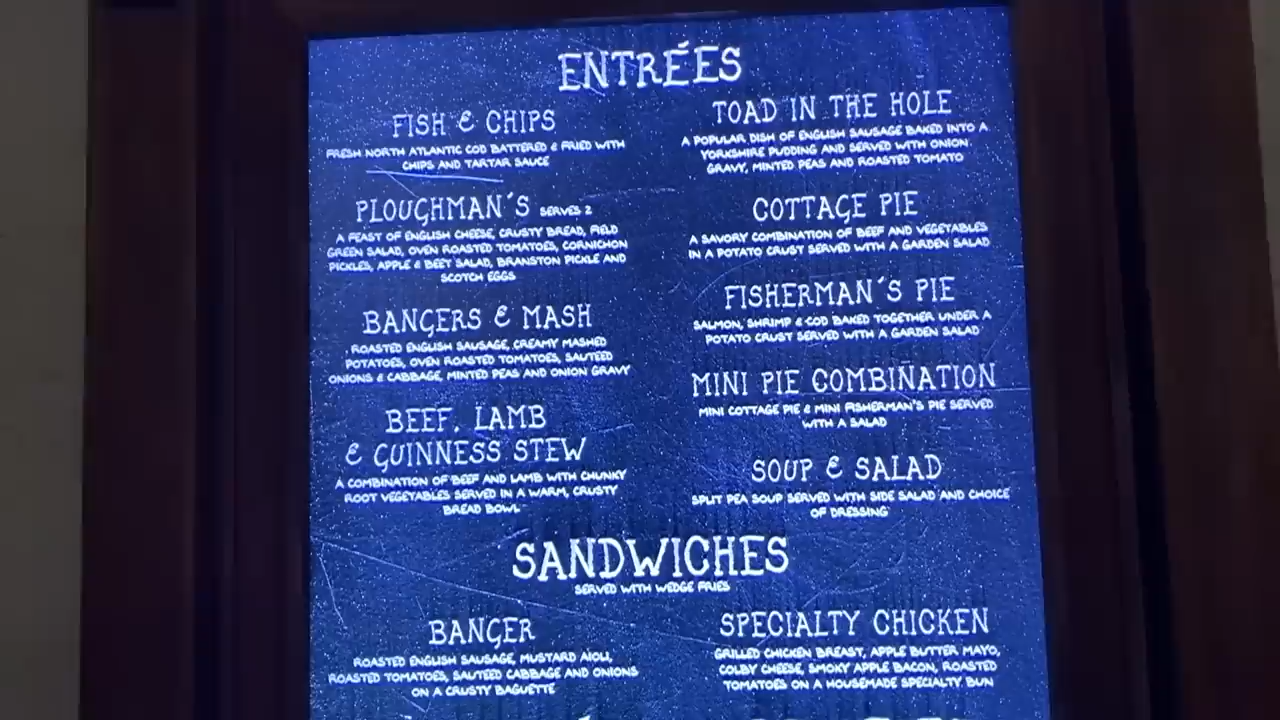 ENTRÉES
FISH & CHIPS
FRESH NORTH ATLANTIC COD BATTERED & FRIED WITH
CHIPS AND TARTAR SAUCE
PLOUGHMAN'S SERVES 2
A FEAST OF ENGLISH CHEESE, CRUSTY BREAD, FIELD
GREEN SALAD, OVEN ROASTED TOMATOES, CORNICHON
PICKLES, APPLE & BEET SALAD, BRANSTON PICKLE AND
SCOTCH EGGS
BANGERS & MASH
ROASTED ENGLISH SAUSAGE, CREAMY MASHED
POTATOES, OVEN ROASTED TOMATOES, SAUTEED
ONIONS & CABBAGE, MINTED PEAS AND ONION GRAVY
BEEF, LAMB
& GUINNESS STEW
A COMBINATION OF BEEF AND LAMB WITH CHUNKY
ROOT VEGETABLES SERVED IN A WARM, CRUSTY
BREAD BOWL
TOAD IN THE HOLE
A POPULAR DISH OF ENGLISH SAUSAGE BAKED INTO A
YORKSHIRE PUDDING AND SERVED WITH ONION
GRAVY, MINTED PEAS AND ROASTED TOMATO
COTTAGE PIE
A SAVORY COMBINATION OF BEEF AND VEGETABLES
IN A POTATO CRUST SERVED WITH A GARDEN SALAD
FISHERMAN'S PIE
SALMON, SHRIMP & COD BAKED TOGETHER UNDER A
POTATO CRUST SERVED WITH A GARDEN SALAD
MINI PIE COMBINATION
MINI COTTAGE PIE & MINI FISHERMAN'S PIE SERVED
WITH A SALAD
SOUP & SALAD
SPLIT PEA SOUP SERVED WITH SIDE SALAD AND CHOICE
OF DRESSING
SANDWICHES
SERVED WITH WEDGE FRIES
BANGER
ROASTED ENGLISH SAUSAGE, MUSTARD AIOLI,
ROASTED TOMATOES, SAUTEED CABBAGE AND ONIONS
ON A CRUSTY BAGUETTE
SPECIALTY CHICKEN
GRILLED CHICKEN BREAST, APPLE BUTTER MAYO,
COLBY CHEESE, SMOKY APPLE BACON, ROASTED
TOMATOES ON A HOUSEMADE SPECIALTY BUN